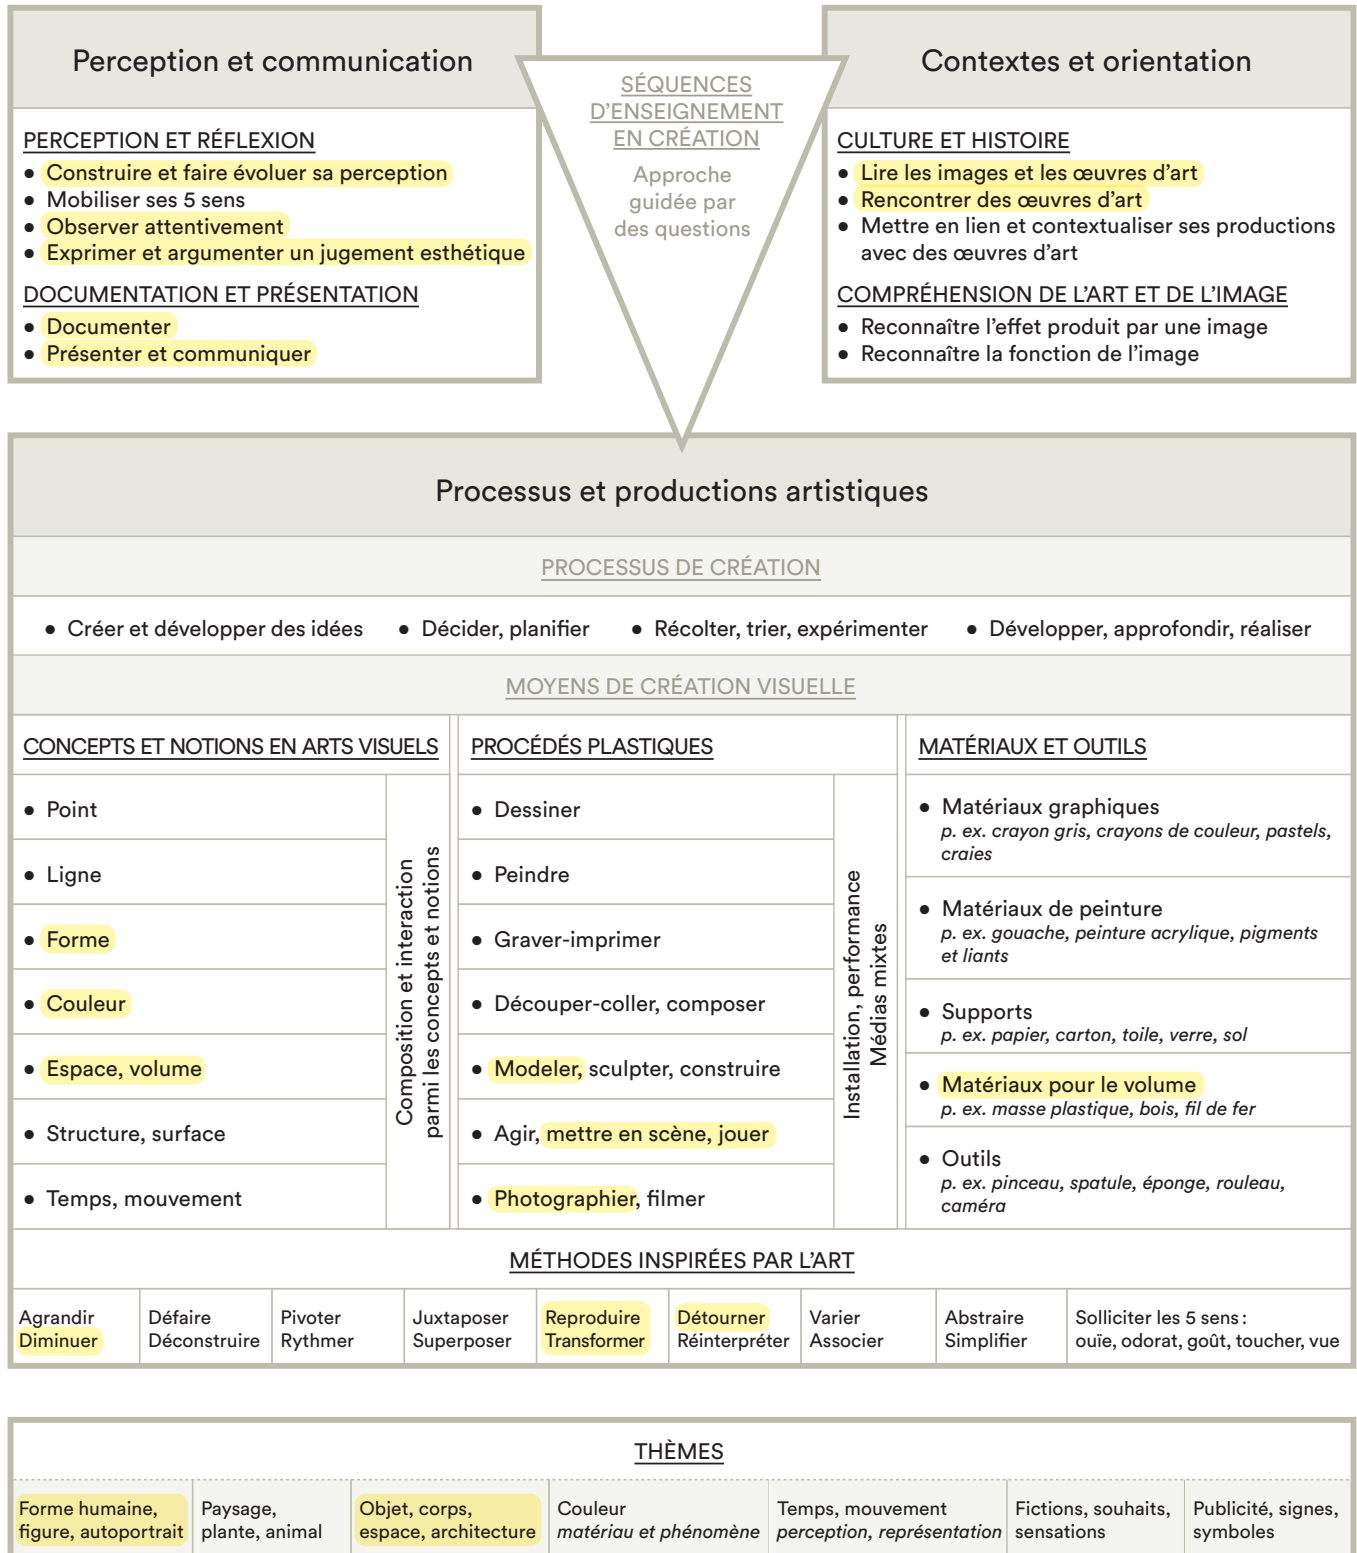 Perception et communication
PERCEPTION ET RÉFLEXION
● Construire et faire évoluer sa perception
● Mobiliser ses 5 sens
● Observer attentivement
● Exprimer et argumenter un jugement esthétique
DOCUMENTATION ET PRÉSENTATION
● Documenter
● Présenter et communiquer
SÉQUENCES
D’ENSEIGNEMENT
EN CRÉATION
Approche
guidée par
des questions
Contextes et orientation
CULTURE ET HISTOIRE
● Lire les images et les œuvres d’art
● Rencontrer des œuvres d’art
● Mettre en lien et contextualiser ses productions
avec des œuvres d’art
COMPRÉHENSION DE L’ART ET DE L’IMAGE
● Reconnaître l’effet produit par une image
● Reconnaître la fonction de l’image
Processus et productions artistiques
PROCESSUS DE CRÉATION
● Créer et développer des idées ● Décider, planifier ● Récolter, trier, expérimenter ● Développer, approfondir, réaliser
MOYENS DE CRÉATION VISUELLE
CONCEPTS ET NOTIONS EN ARTS VISUELS
● Point
● Ligne
● Forme
● Couleur
● Espace, volume
● Structure, surface
● Temps, mouvement
Composition et interaction
parmi les concepts et notions
PROCÉDÉS PLASTIQUES
● Dessiner
● Peindre
● Graver-imprimer
● Découper-coller, composer
● Modeler, sculpter, construire
● Agir, mettre en scène, jouer
● Photographier, filmer
Installation, performance
Médias mixtes
MATÉRIAUX ET OUTILS
● Matériaux graphiques
p. ex. crayon gris, crayons de couleur, pastels,
craies
● Matériaux de peinture
p. ex. gouache, peinture acrylique, pigments
et liants
● Supports
p. ex. papier, carton, toile, verre, sol
● Matériaux pour le volume
p. ex. masse plastique, bois, fil de fer
● Outils
p. ex. pinceau, spatule, éponge, rouleau,
caméra
MÉTHODES INSPIRÉES PAR L’ART
Agrandir
Diminuer
Défaire
Déconstruire
Pivoter
Rythmer
Juxtaposer
Superposer
Reproduire
Transformer
Détourner
Réinterpréter
Varier
Associer
Abstraire
Simplifier
Solliciter les 5 sens :
ouïe, odorat, goût, toucher, vue
THÈMES
Forme humaine,
figure, autoportrait
Paysage,
plante, animal
Objet, corps,
espace, architecture
Couleur
matériau et phénomène
Temps, mouvement
perception, représentation
Fictions, souhaits,
sensations
Publicité, signes,
symboles